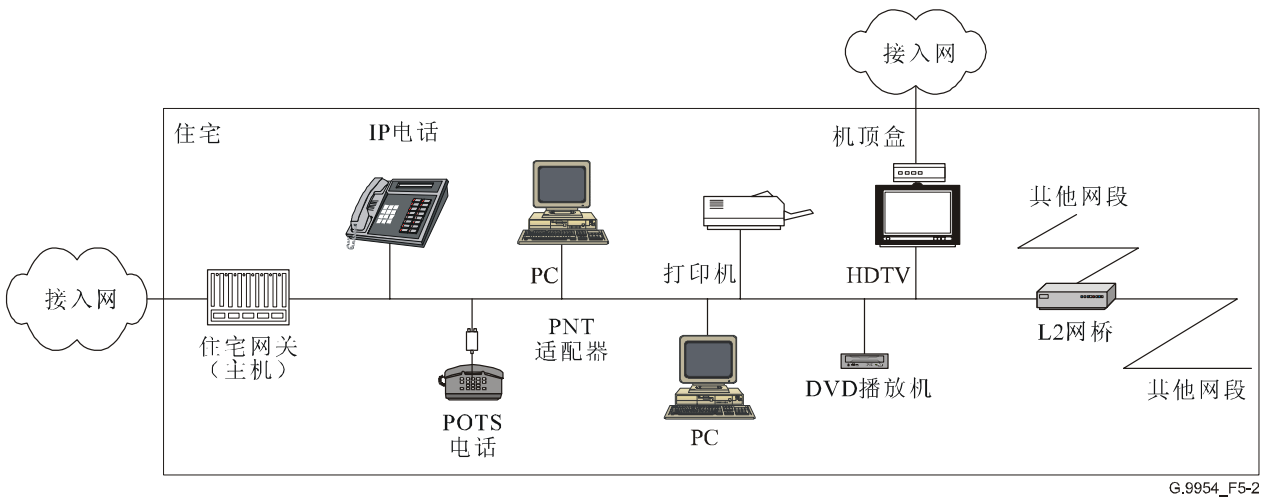 接入网
住宅
IP电话
机顶盒
其他网段
PC
打印机
HDTV
接入网
住宅网关
（主机）
PNT
适配器
L2网桥
POTS
电话
PC
DVD播放机
其他网段
G.9954_F5-2